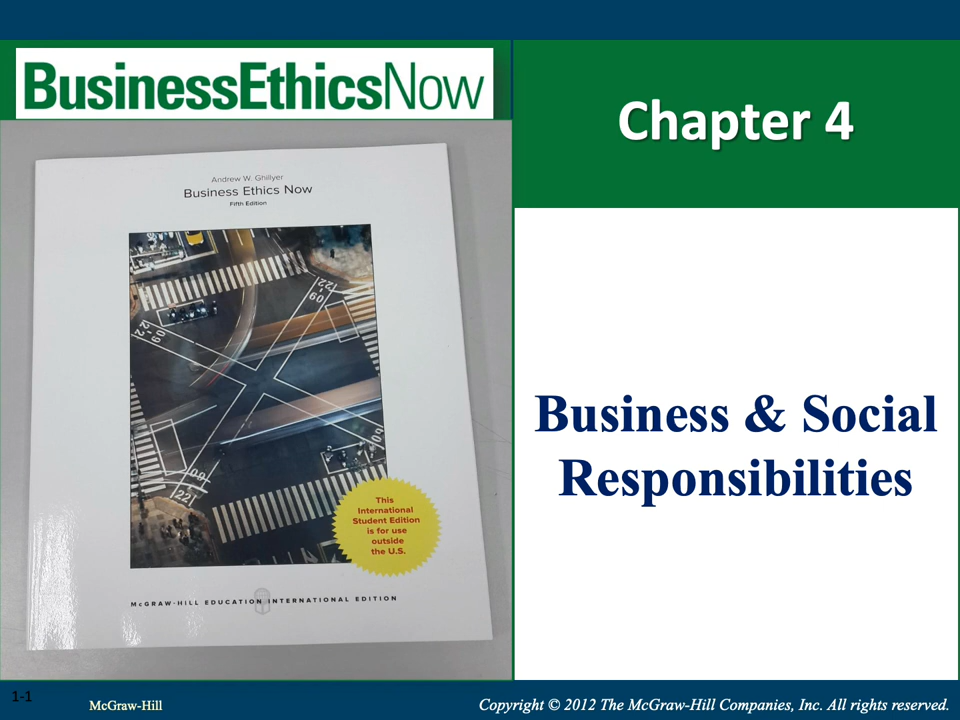 BusinessEthicsNow
Chapter 4
Andrew W. Ghillyer
Business Ethics Now
Fifth Edition
This
International
Student Edition
is for use
outside
the U.S.
McGRAW-HILL EDUCATION INTERNATIONAL EDITION
Business & Social
Responsibilities
1-1
McGraw-Hill
Copyright © 2012 The McGraw-Hill Companies, Inc. All rights reserved.